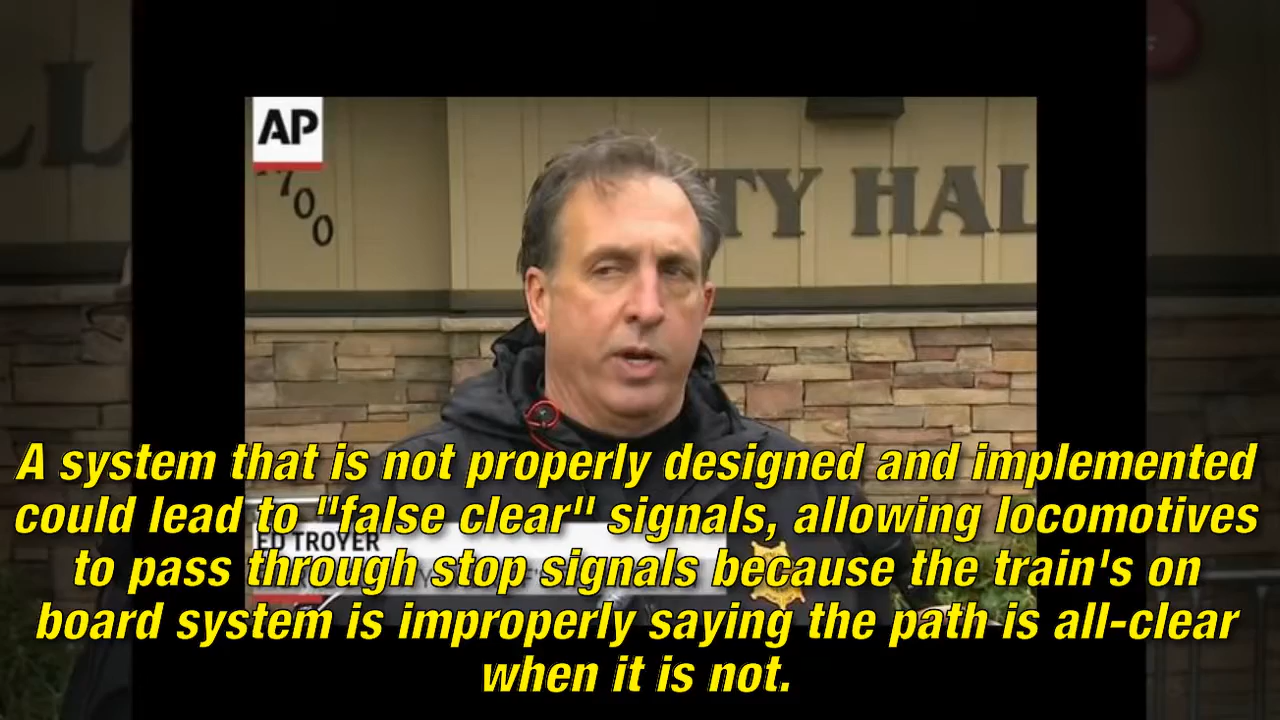 AP
700
TY HAL
A system that is not properly designed and implemented
could lead to "false clear" signals, allowing locomotives
ED TROYER
to pass through stop signals because the train's on
board system is improperly saying the path is all-clear
when it is not.